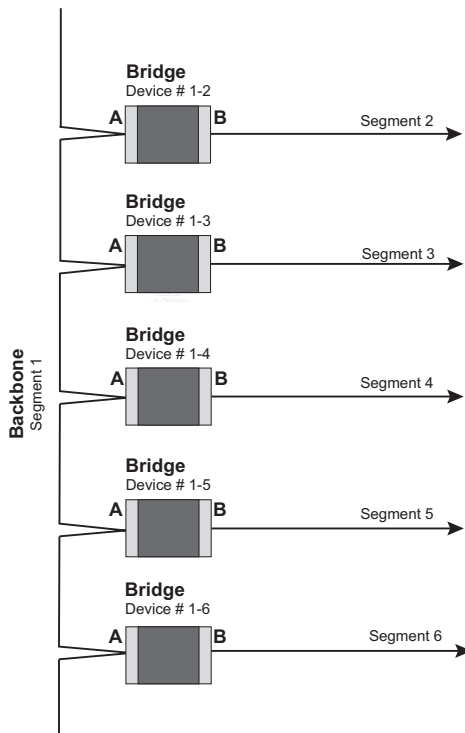 Bridge
Device # 1-2
A
B
Segment 2
Bridge
Device # 1-3
A
B
Segment 3
Bridge
Device # 1-4
A
B
Segment 4
Backbone
Segment 1
Bridge
Device # 1-5
A
B
Segment 5
Bridge
Device # 1-6
A
B
Segment 6